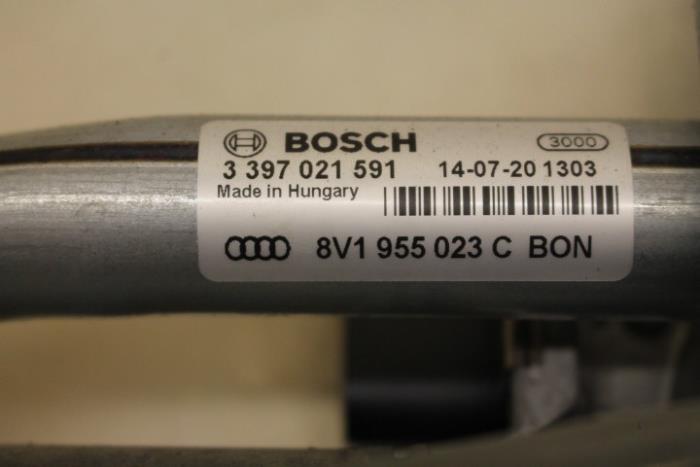 BOSCH 3000
3 397 021 591 14-07-20 1303
Made in Hungary
8V1 955 023 C BON